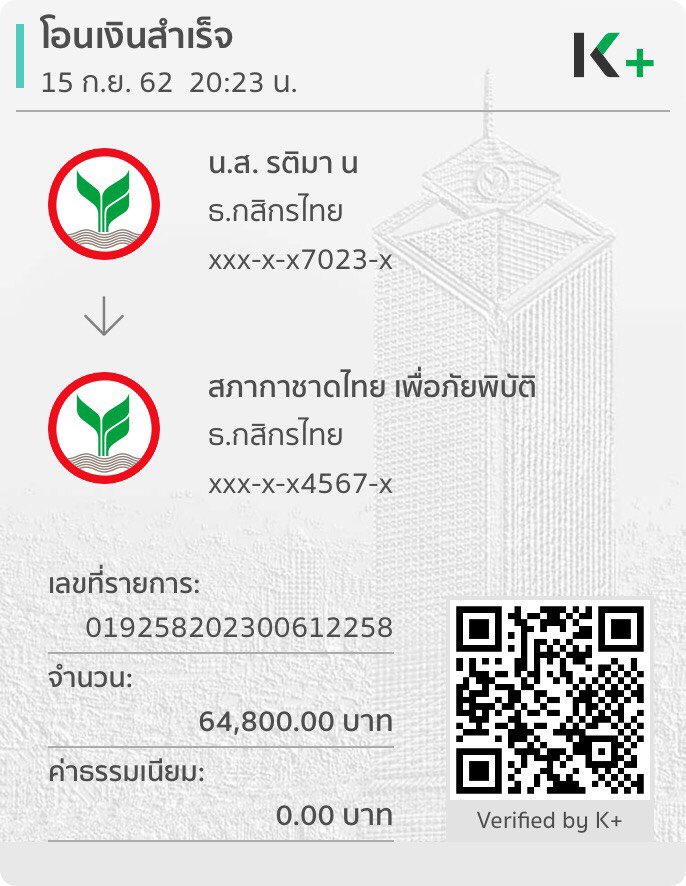 โอนเงินสำเร็จ
15 ก.ย. 62 20:23 น.
K+
น.ส. รติมา น
ธ.กสิกรไทย
xxx-x-x7023-x
สภากาชาดไทย เพื่อภัยพิบัติ
ธ.กสิกรไทย
xxx-x-x4567-x
เลขที่รายการ:
019258202300612258
จำนวน:
64,800.00 บาท
ค่าธรรมเนียม:
0.00 บาท
Verified by K+